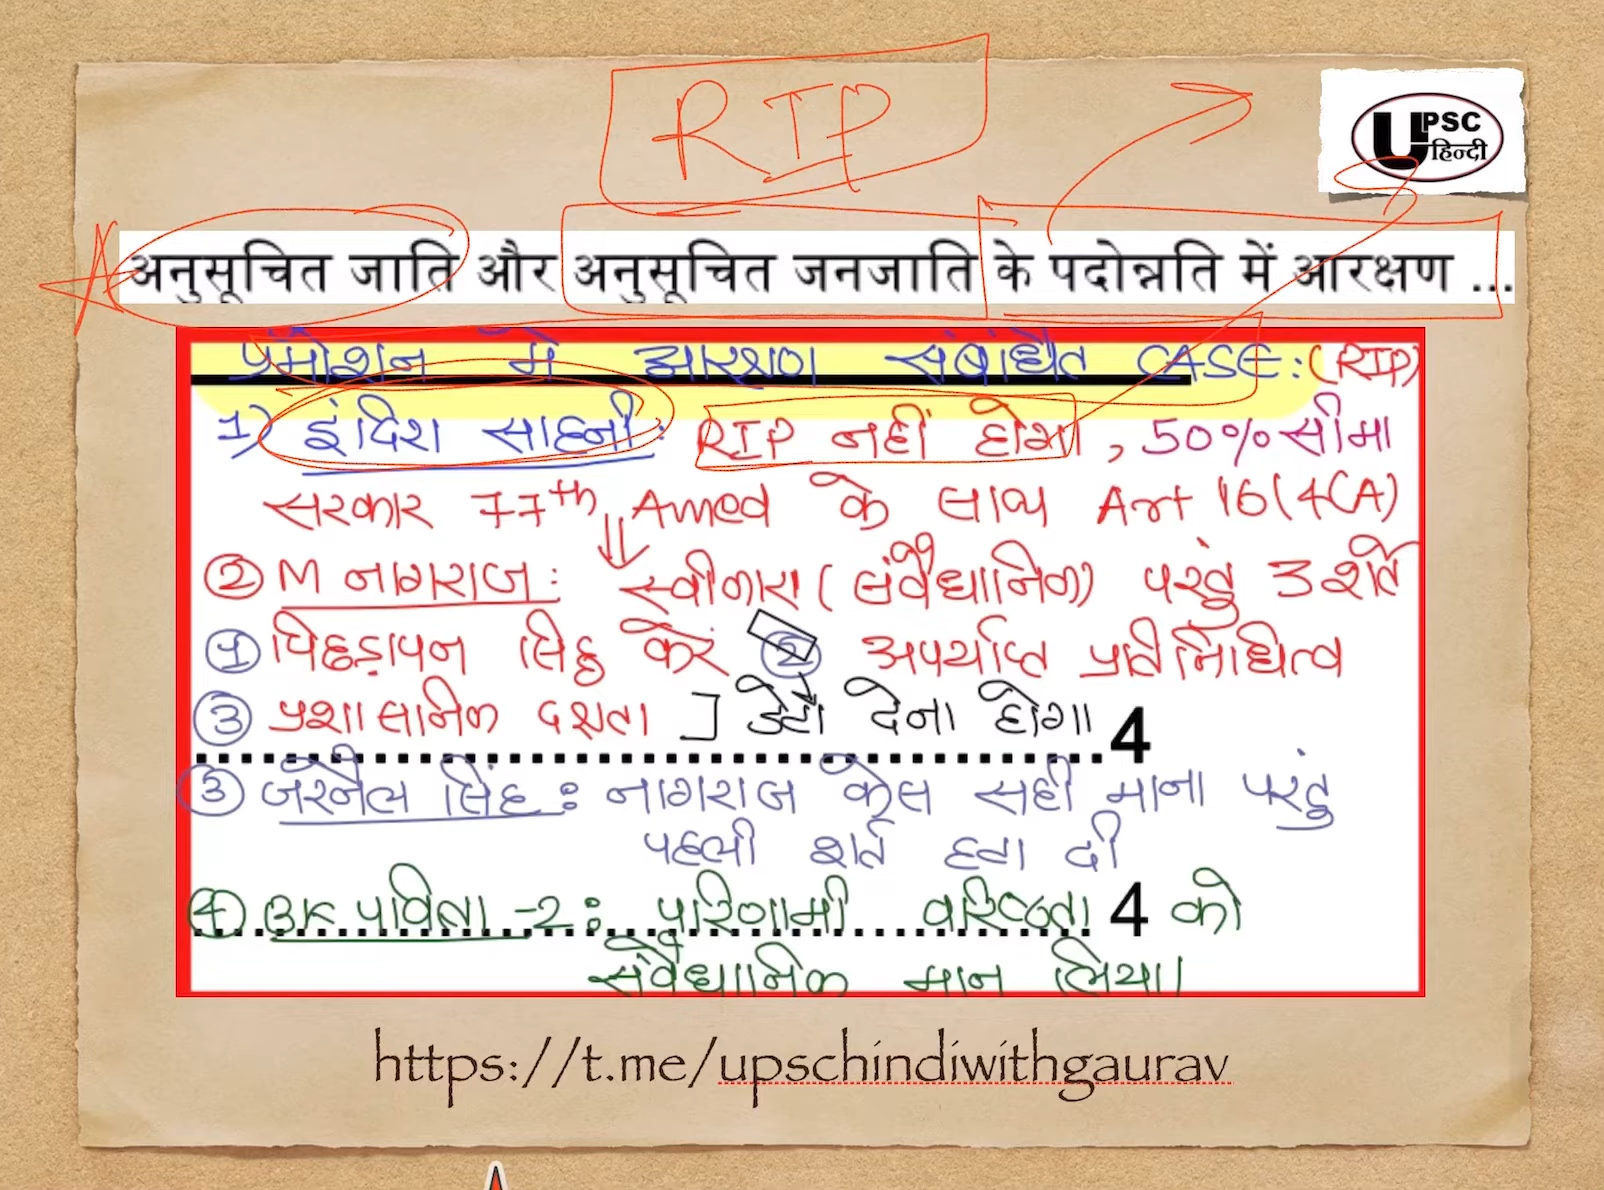 RIP
UPSC
हिन्दी
अनुसूचित जाति और अनुसूचित जनजाति के पदोन्नति में आरक्षण ...
प्रमोशन में आरक्षण संबंधित CASE: (RIP)
1) इंदिरा साहनी: RIP नहीं होगा, 50% सीमा
सरकार 77th Amed के साथ Art 16(4(A)
② M नागराज: स्वीकारा (संवैधानिक) परंतु 3 शर्ते
① पिछड़ापन सिद्ध करें ② अपर्याप्त प्रतिनिधित्व
③ प्रशासनिक दक्षता ] डेटा देना होगा 4
③ जरनैल सिंह: नागराज केस सही माना परंतु
पहली शर्त हटा दी
④ BK पविता -2: परिणामी वरिष्ठता 4 को
संवैधानिक मान लिया।
https://t.me/upschindiwithgaurav